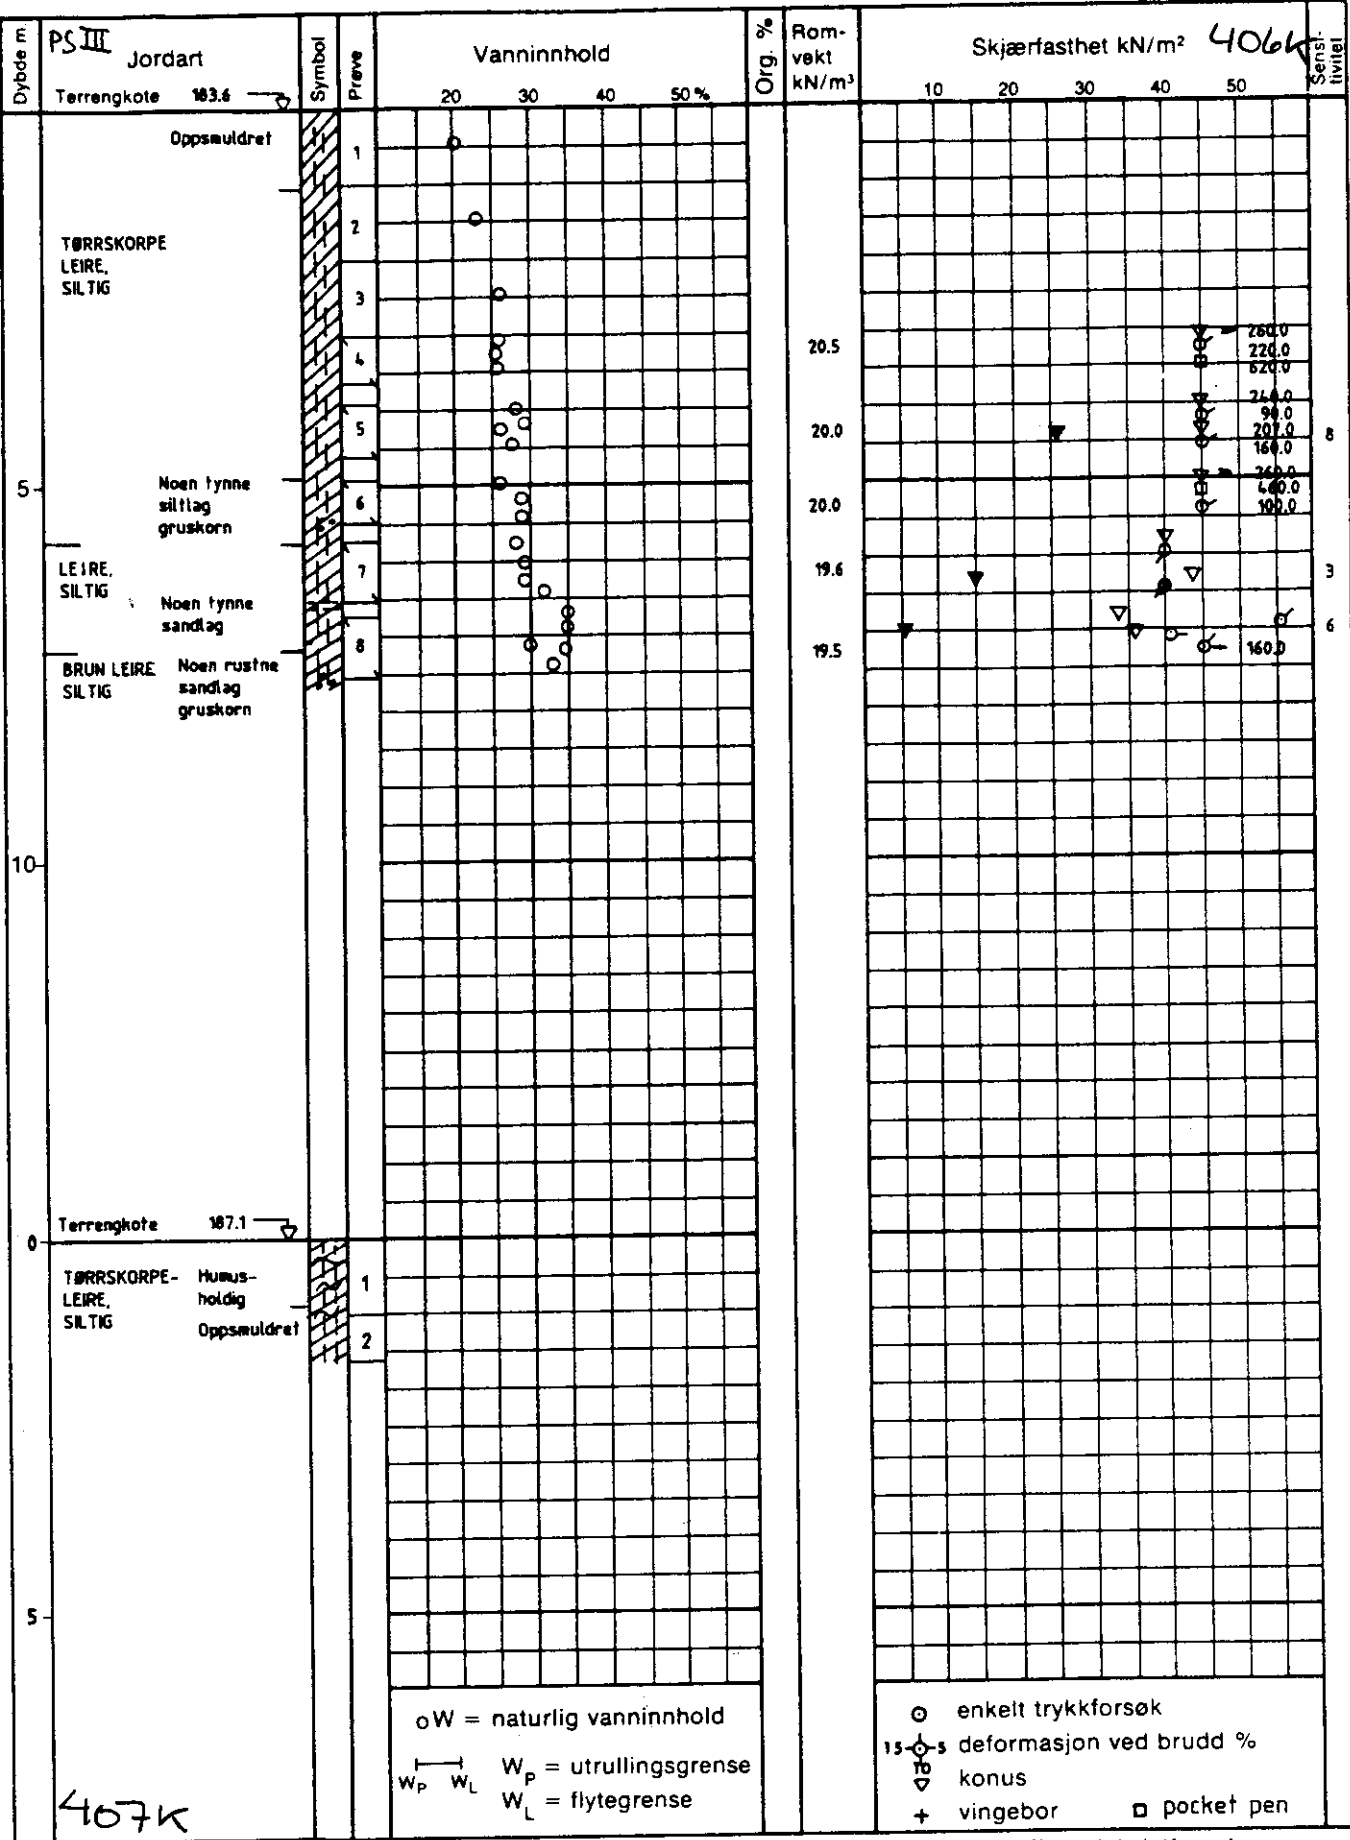 Dybde m.
PS III
Jordart
Symbol
Prøve
Vanninnhold
Org. %
Rom-
vekt
kN/m³
Skjærfasthet kN/m² 406K
Sensi-
tivitet
Terrengkote 183.6
20 30 40 50 %
10 20 30 40 50
Oppsmuldret
1
2
TØRRSKORPE
LEIRE,
SILTIG
3
4
20.5
260.0
220.0
620.0
5
20.0
240.0
90.0
207.0
160.0
8
5
Noen tynne
siltlag
gruskorn
6
20.0
260.0
460.0
100.0
LEIRE,
SILTIG
7
19.6
3
Noen tynne
sandlag
6
8
19.5
160.0
BRUN LEIRE
SILTIG
Noen rustne
sandlag
gruskorn
10
Terrengkote 187.1
0
TØRRSKORPE-
LEIRE,
SILTIG
Humus-
holdig
1
Oppsmuldret
2
5
o W = naturlig vanninnhold
W_P W_L W_P = utrullingsgrense
W_L = flytegrense
enkelt trykkforsøk
15 5 deformasjon ved brudd %
10
konus
+ vingebor
pocket pen
407K